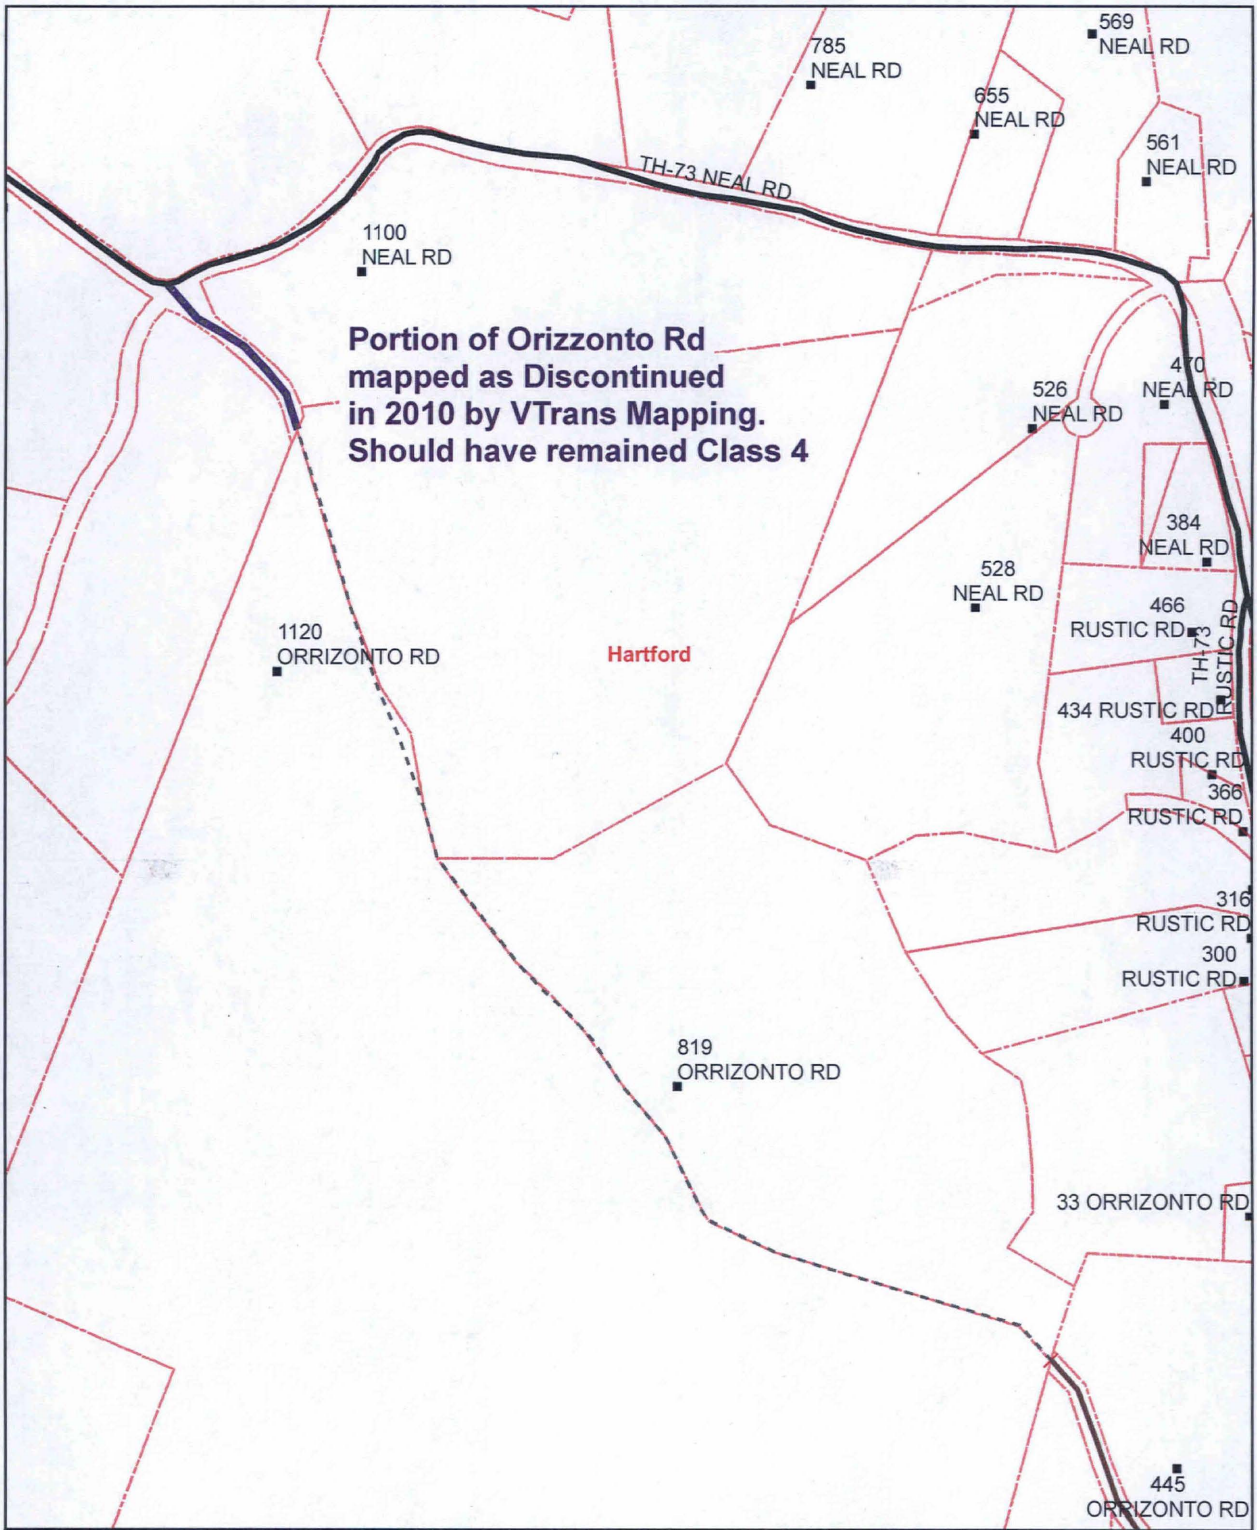 569
NEAL RD
785
NEAL RD
655
NEAL RD
561
NEAL RD
TH-73 NEAL RD
1100
NEAL RD
Portion of Orizzonto Rd
mapped as Discontinued
in 2010 by VTrans Mapping.
Should have remained Class 4
470
NEAL RD
526
NEAL RD
384
NEAL RD
528
NEAL RD
466
RUSTIC RD
TH-73
RUSTIC RD
1120
ORRIZONTO RD
Hartford
434 RUSTIC RD
400
RUSTIC RD
366
RUSTIC RD
316
RUSTIC RD
300
RUSTIC RD
819
ORRIZONTO RD
33 ORRIZONTO RD
445
ORRIZONTO RD